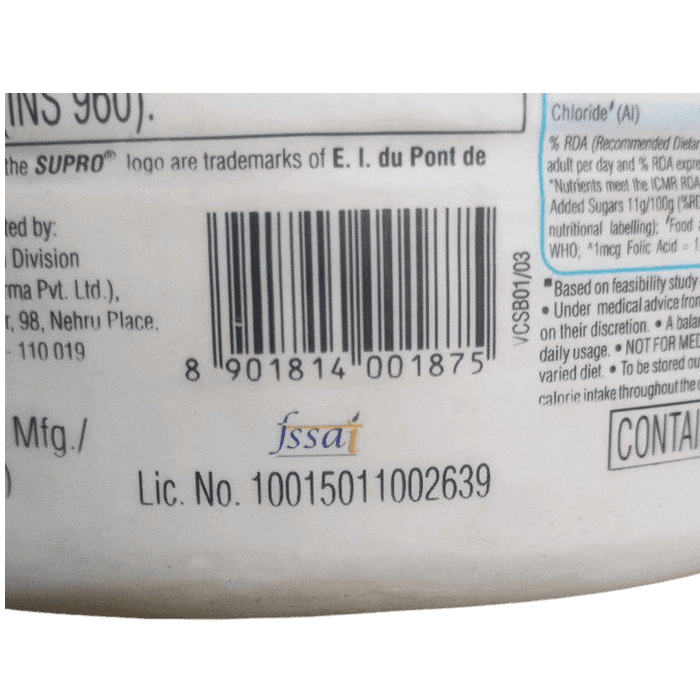 (INS 960).
the SUPRO® logo are trademarks of E. I. du Pont de
ted by:
Division
rma Pvt. Ltd.),
r, 98, Nehru Place,
- 110 019
8 901814 001875
VCSB01/03
Mfg./
)
fssai
Lic. No. 10015011002639
Chloride# (AI)
% RDA (Recommended Dietar
adult per day and % RDA expre
*Nutrients meet the ICMR RDA
Added Sugars 11g/100g (%RD
nutritional labelling); #Food
WHO; ^1mcg Folic Acid = 1.
■Based on feasibility study
• Under medical advice from
on their discretion. • A bala
daily usage. • NOT FOR MED
varied diet. • To be stored ou
calorie intake throughout the
CONTAI